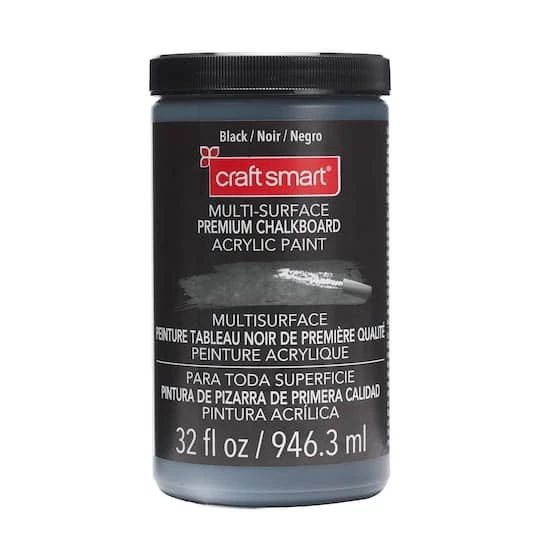 Black / Noir / Negro
craft smart®
MULTI-SURFACE
PREMIUM CHALKBOARD
ACRYLIC PAINT
MULTISURFACE
PEINTURE TABLEAU NOIR DE PREMIÈRE QUALITÉ
PEINTURE ACRYLIQUE
PARA TODA SUPERFICIE
PINTURA DE PIZARRA DE PRIMERA CALIDAD
PINTURA ACRÍLICA
32 fl oz / 946.3 ml